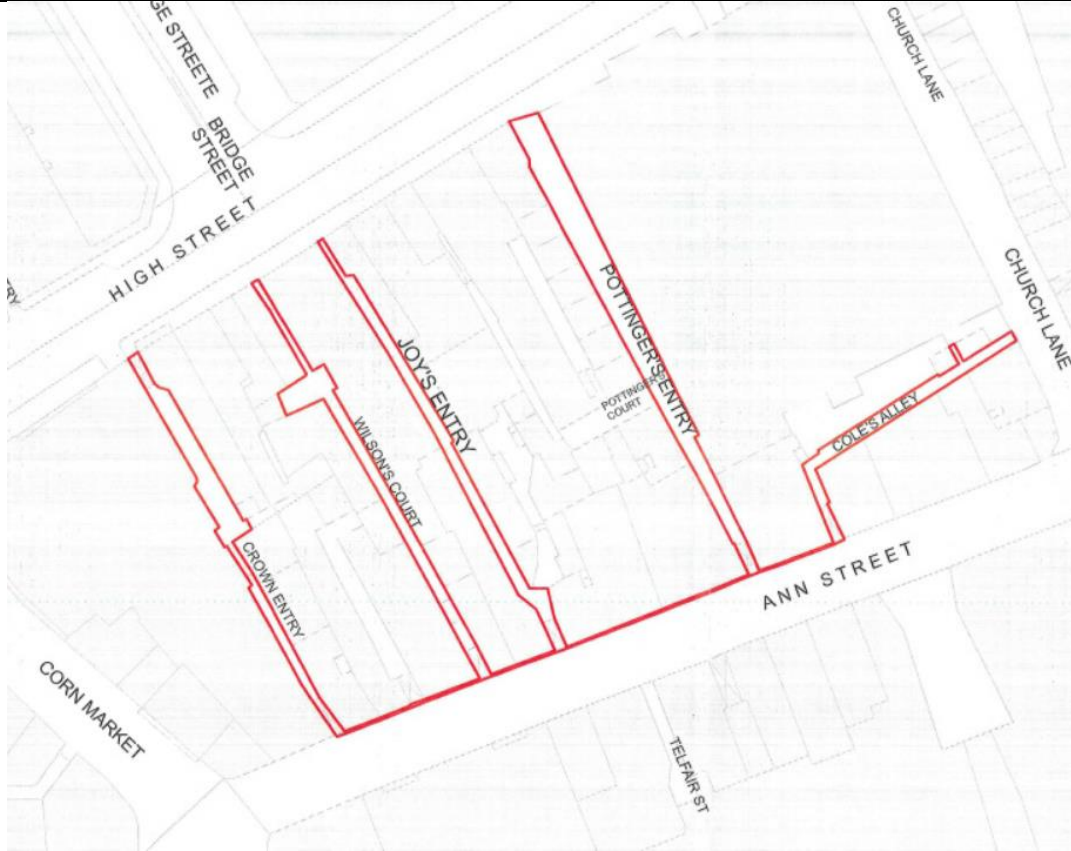 GE STREETE
BRIDGE
STREET
CHURCH LANE
HIGH STREET
RY
CHURCH LANE
POTTINGER'S ENTRY
JOY'S ENTRY
POTTINGER'S
COURT
COLE'S ALLEY
WILSON'S COURT
CROWN ENTRY
ANN STREET
CORN MARKET
TELFAIR ST